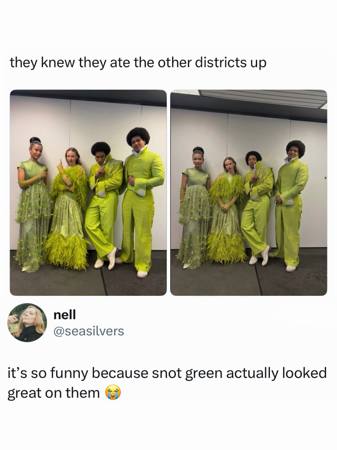 they knew they ate the other districts up
nell
@seasilvers
it's so funny because snot green actually looked
great on them 😭